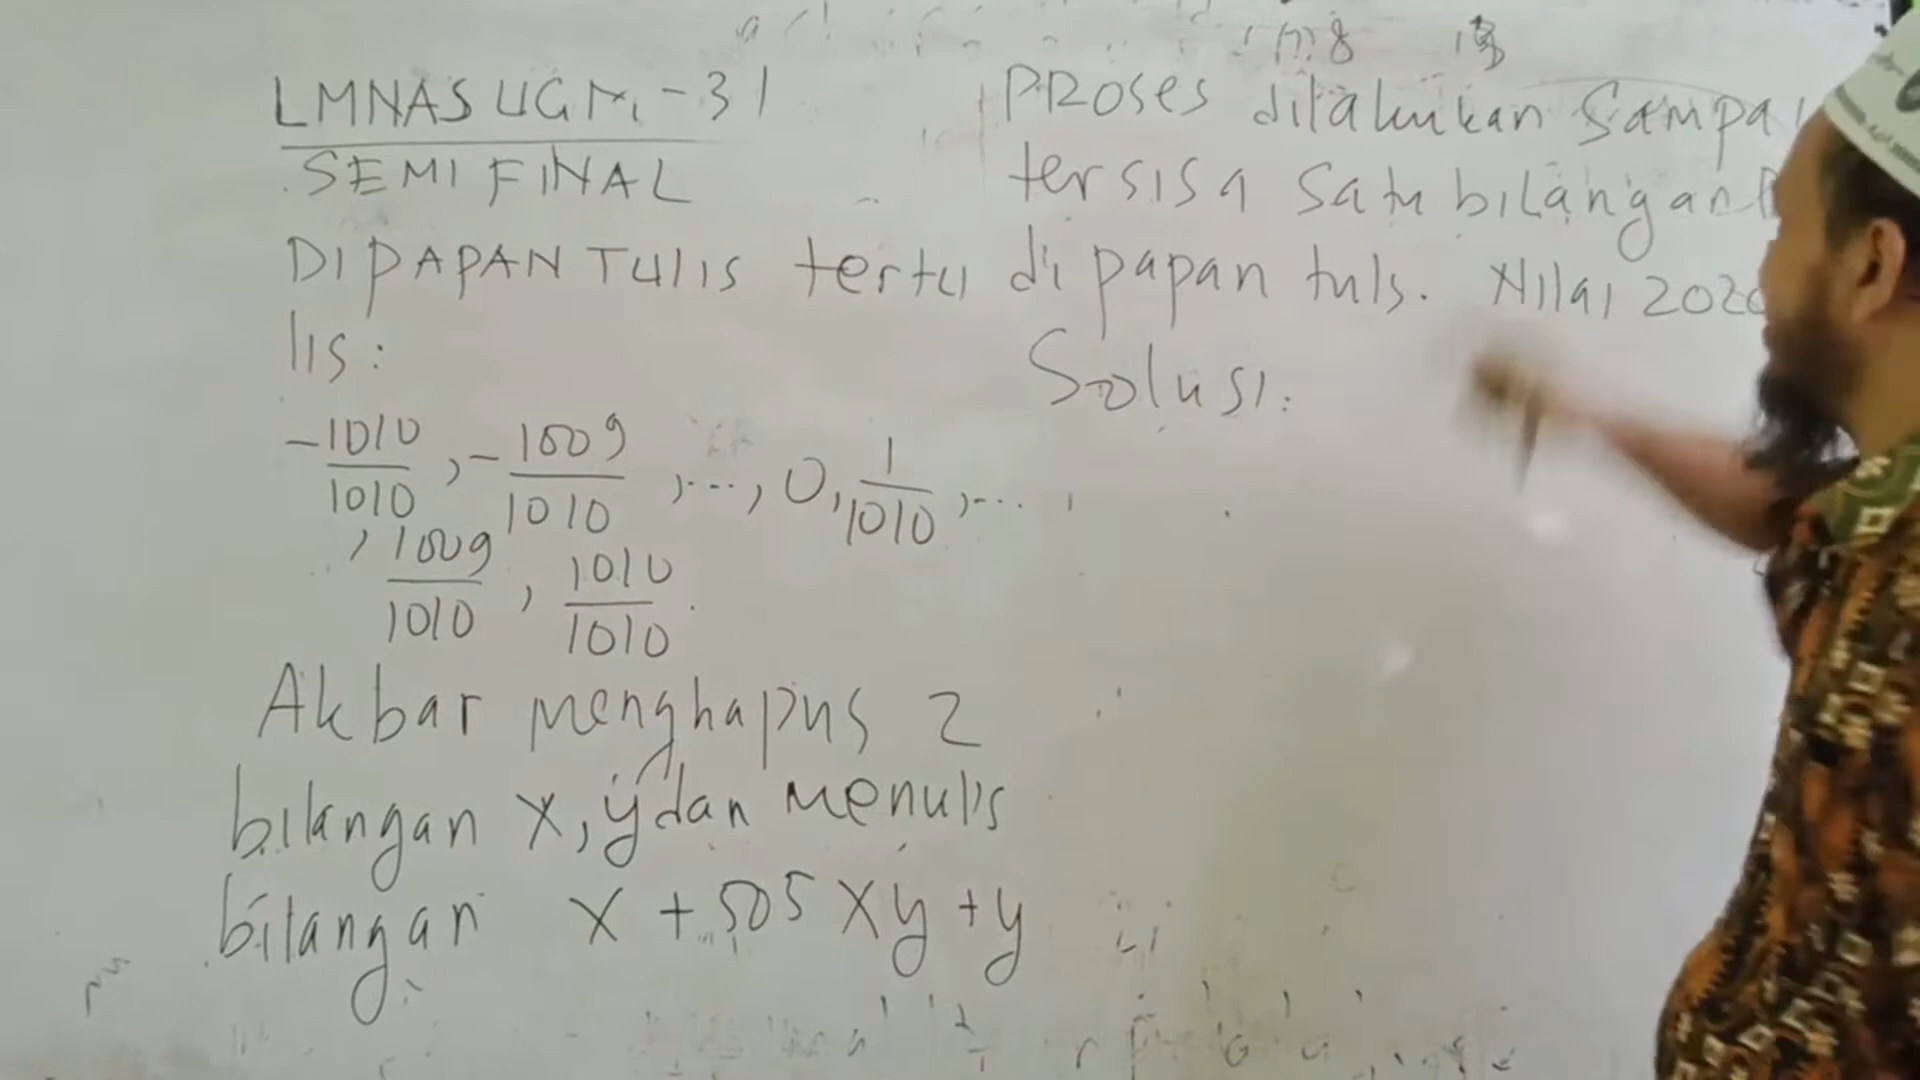 LMNAS UGM-31
SEMI FINAL
DI PAPAN TULIS tertu
lis:
-1010/1010, -1009/1010, ..., 0, 1/1010, ...
, 1009/1010, 1010/1010.
Akbar menghapus 2
bilangan x, y dan menulis
bilangan x + 505xy + y
PROSES dilakukan Sampai
tersisa satu bilangan
di papan tuls. Nilai 2020
Solusi: